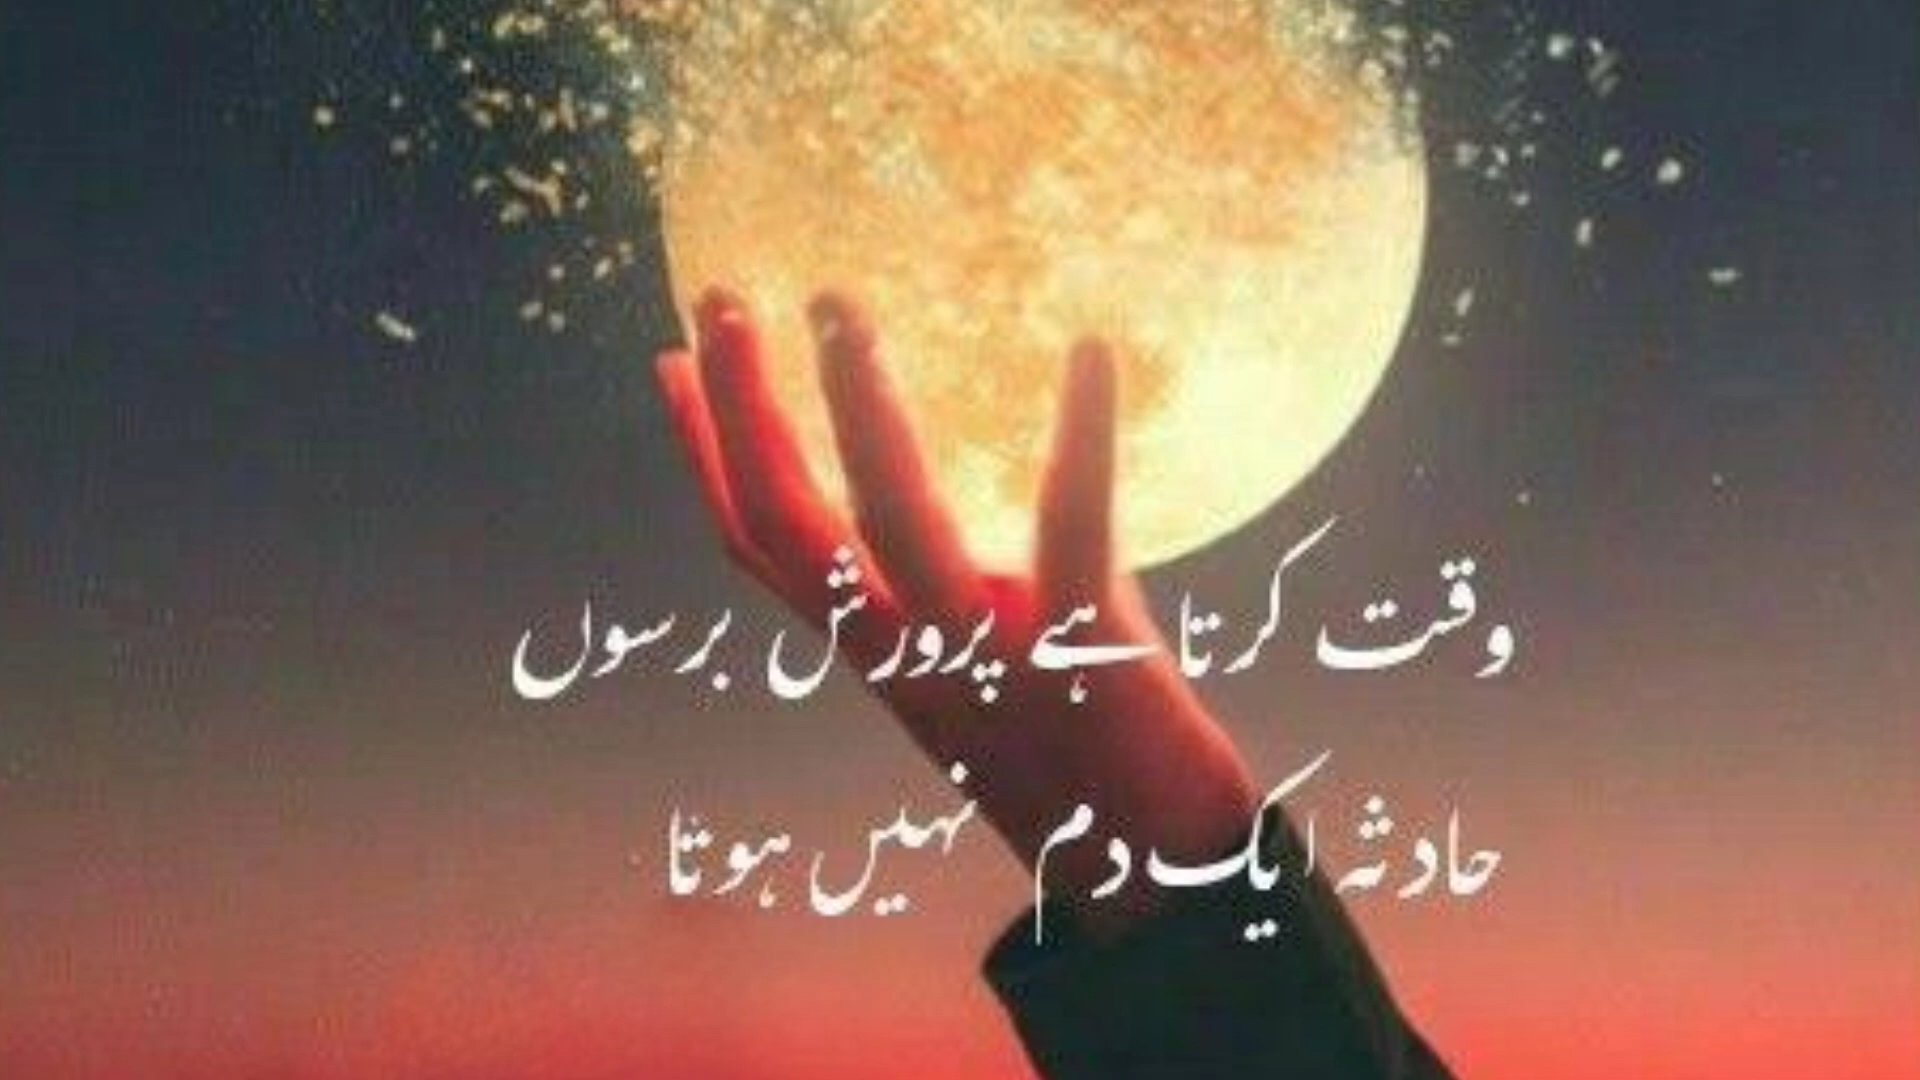 وقت کرتا ہے پرورش برسوں
حادثہ ایک دم نہیں ہوتا